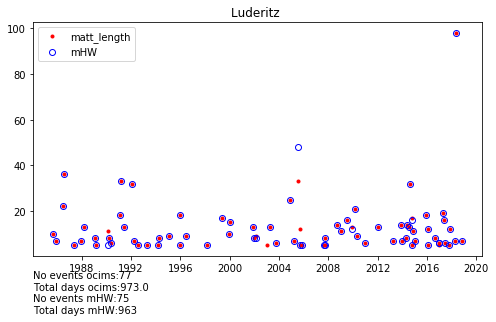 Luderitz
matt_length
mHW
100
80
60
40
20
1988 1992 1996 2000 2004 2008 2012 2016 2020
No events ocims:77
Total days ocims:973.0
No events mHW:75
Total days mHW:963